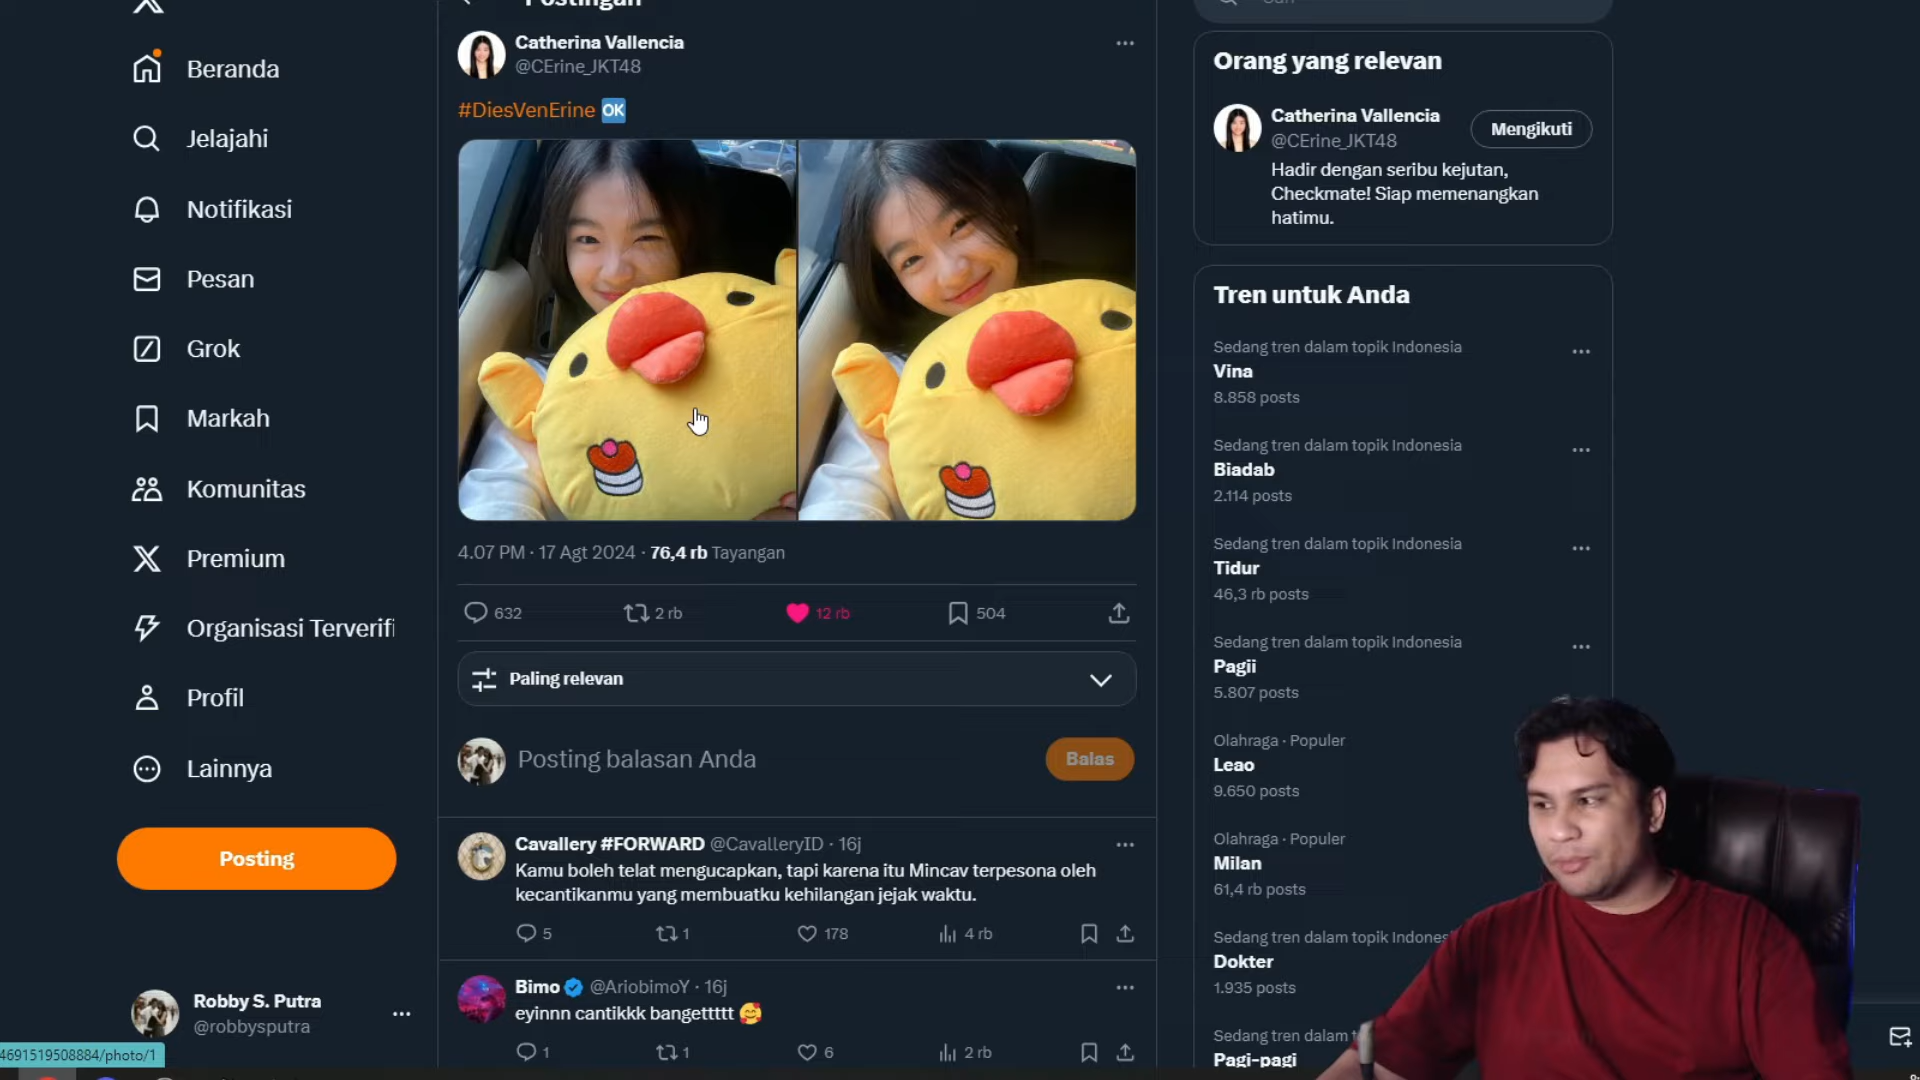 Postingan
Beranda
Jelajahi
Notifikasi
Pesan
Grok
Markah
Komunitas
Premium
Organisasi Terverifi
Profil
Lainnya
Posting
Robby S. Putra
@robbysputra
4691519508884/photo/1
Catherina Vallencia
@CErine_JKT48
#DiesVenErine 🆗
4.07 PM · 17 Agt 2024 · 76,4 rb Tayangan
632 2 rb 12 rb 504
Paling relevan
Posting balasan Anda
Balas
Cavallery #FORWARD @CavalleryID · 16j
Kamu boleh telat mengucapkan, tapi karena itu Mincav terpesona oleh
kecantikanmu yang membuatku kehilangan jejak waktu.
5 1 178 4 rb
Bimo @AriobimoY · 16j
eyinnn cantikkk bangettttt 🥰
1 1 6 2 rb
Cari
Orang yang relevan
Catherina Vallencia
@CErine_JKT48
Mengikuti
Hadir dengan seribu kejutan,
Checkmate! Siap memenangkan
hatimu.
Tren untuk Anda
Sedang tren dalam topik Indonesia
Vina
8.858 posts
Sedang tren dalam topik Indonesia
Biadab
2.114 posts
Sedang tren dalam topik Indonesia
Tidur
46,3 rb posts
Sedang tren dalam topik Indonesia
Pagii
5.807 posts
Olahraga · Populer
Leao
9.650 posts
Olahraga · Populer
Milan
61,4 rb posts
Sedang tren dalam topik Indones
Dokter
1.935 posts
Sedang tren dalam t
Pagi-pagi